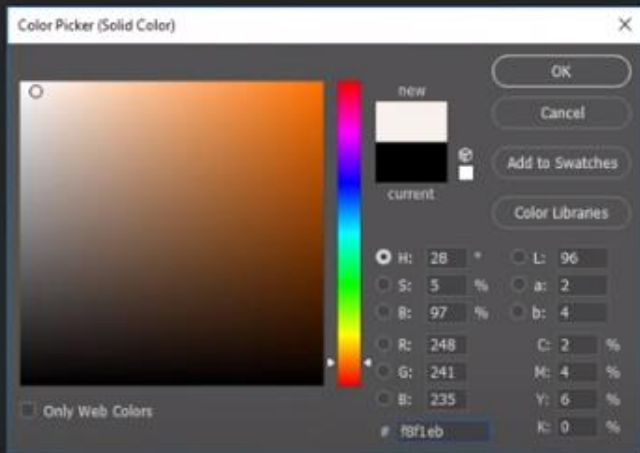 Color Picker (Solid Color)
new
current
OK
Cancel
Add to Swatches
Color Libraries
H: 28 °
S: 5 %
B: 97 %
R: 248
G: 241
B: 235
# f8f1eb
L: 96
a: 2
b: 4
C: 2 %
M: 4 %
Y: 6 %
K: 0 %
Only Web Colors